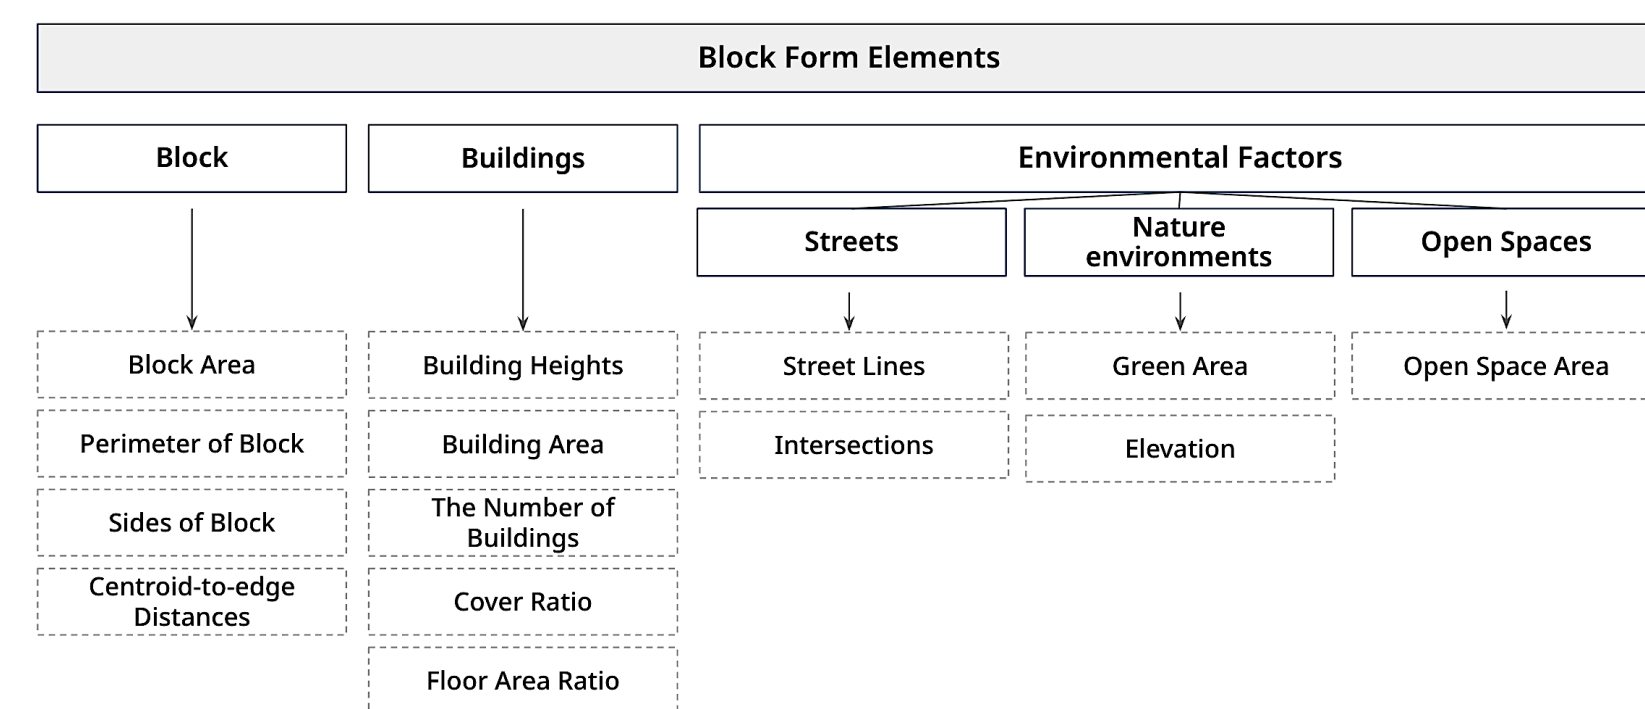 Block Form Elements
Block
Buildings
Environmental Factors
Streets
Nature
environments
Open Spaces
Block Area
Perimeter of Block
Sides of Block
Centroid-to-edge
Distances
Building Heights
Building Area
The Number of
Buildings
Cover Ratio
Floor Area Ratio
Street Lines
Intersections
Green Area
Elevation
Open Space Area